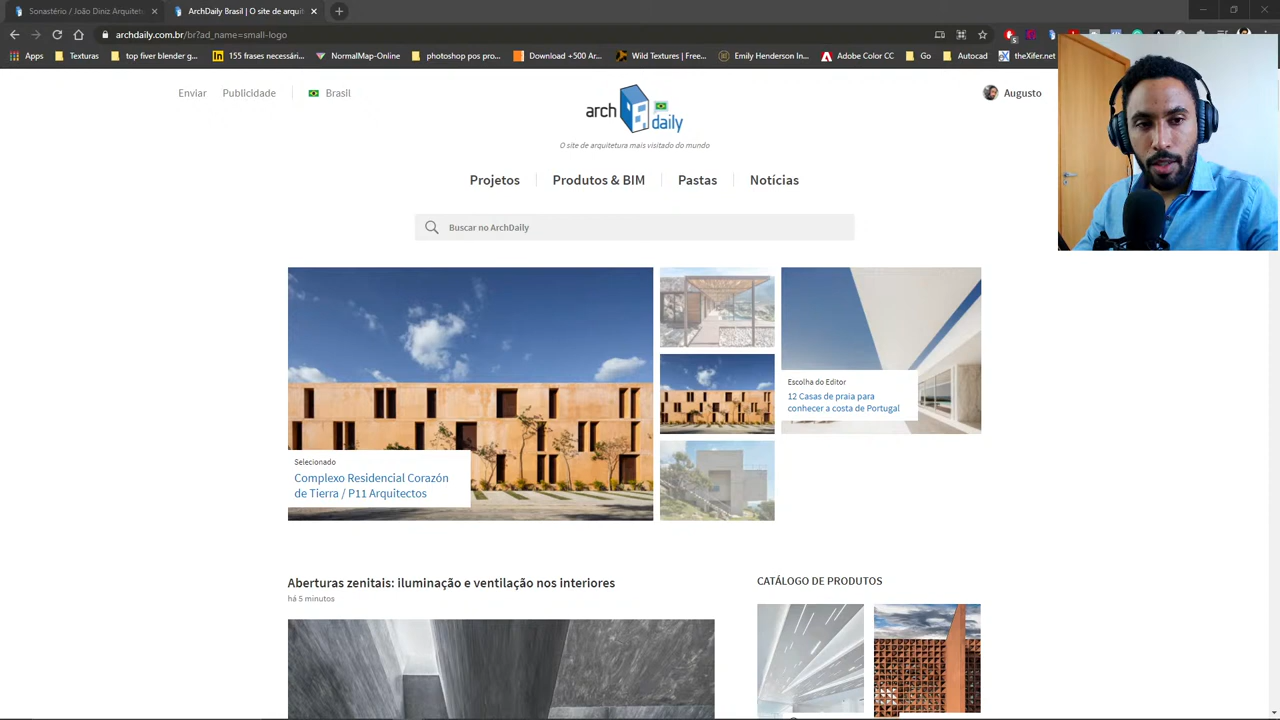 Sonastério / João Diniz Arquitet
ArchDaily Brasil | O site de arqui
archdaily.com/br?ad_name=small-logo
Apps
Texturas
top fiver blender g...
155 frases necessári...
NormalMap-Online
photoshop pos pro...
Download +500 Ar...
Wild Textures | Free...
Emily Henderson In...
Adobe Color CC
Go
Autocad
theXifer.net
Enviar
Publicidade
Brasil
arch daily
Augusto
O site de arquitetura mais visitado do mundo
Projetos
Produtos & BIM
Pastas
Notícias
Buscar no ArchDaily
Selecionado
Complexo Residencial Corazón
de Tierra / P11 Arquitectos
Escolha do Editor
12 Casas de praia para
conhecer a costa de Portugal
Aberturas zenitais: iluminação e ventilação nos interiores
há 5 minutos
CATÁLOGO DE PRODUTOS